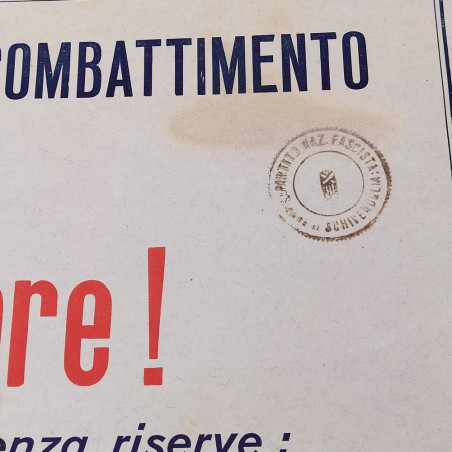 COMBATTIMENTO
PARTITO NAZ. FASCISTA
SCHIVENOGLIA
ore!
enza riserve: